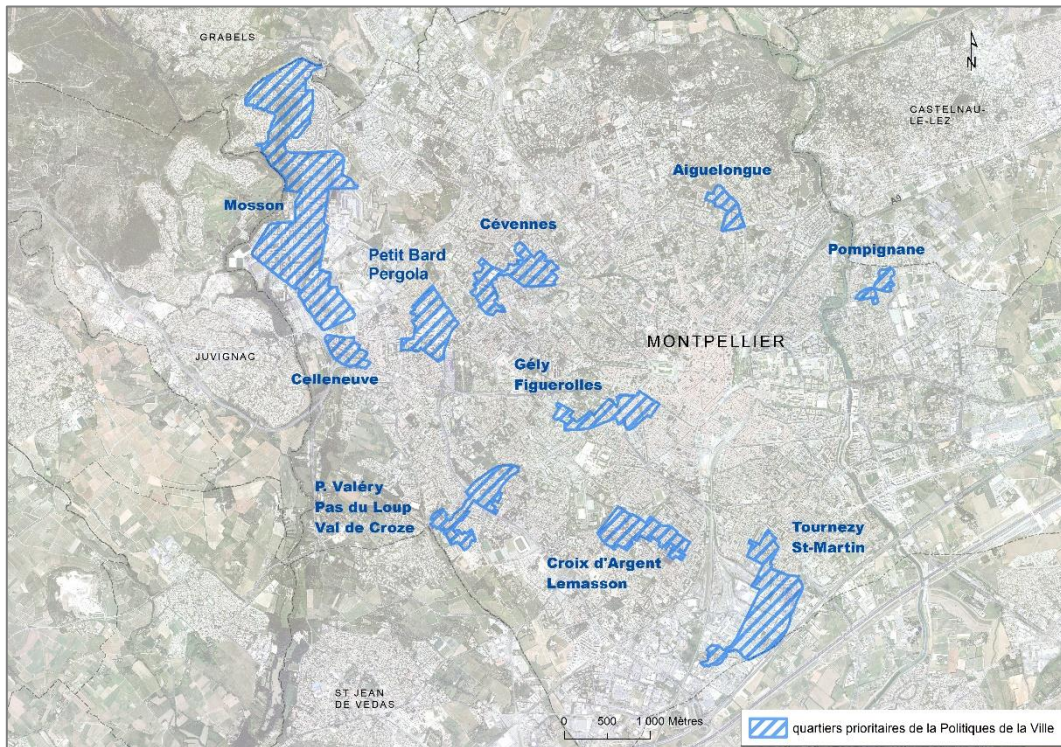 GRABELS
N
CASTELNAU-
LE-LEZ
A9
Aiguelongue
Mosson
Cévennes
Petit Bard
Pergola
Pompignane
MONTPELLIER
JUVIGNAC
Celleneuve
Gély
Figuerolles
P. Valéry
Pas du Loup
Val de Croze
Tournezy
St-Martin
Croix d'Argent
Lemasson
ST JEAN
DE VEDAS
0 500 1 000 Mètres
quartiers prioritaires de la Politiques de la Ville